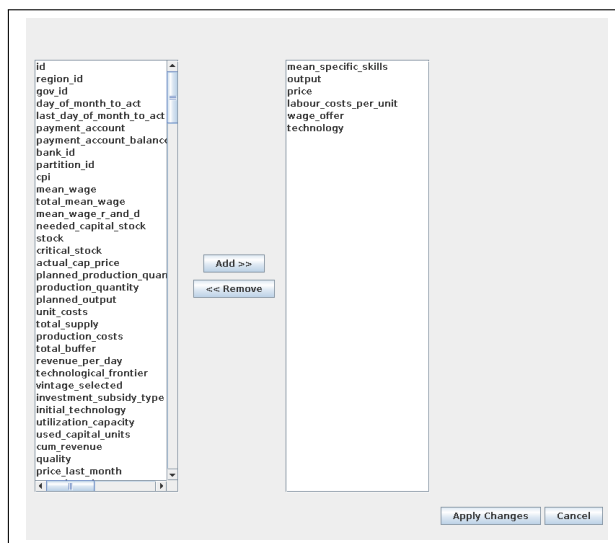 id
region_id
gov_id
day_of_month_to_act
last_day_of_month_to_act
payment_account
payment_account_balance
bank_id
partition_id
cpi
mean_wage
total_mean_wage
mean_wage_r_and_d
needed_capital_stock
stock
critical_stock
actual_cap_price
planned_production_quan
production_quantity
planned_output
unit_costs
total_supply
production_costs
total_buffer
revenue_per_day
technological_frontier
vintage_selected
investment_subsidy_type
initial_technology
utilization_capacity
used_capital_units
cum_revenue
quality
price_last_month
Add >>
<< Remove
mean_specific_skills
output
price
labour_costs_per_unit
wage_offer
technology
Apply Changes
Cancel